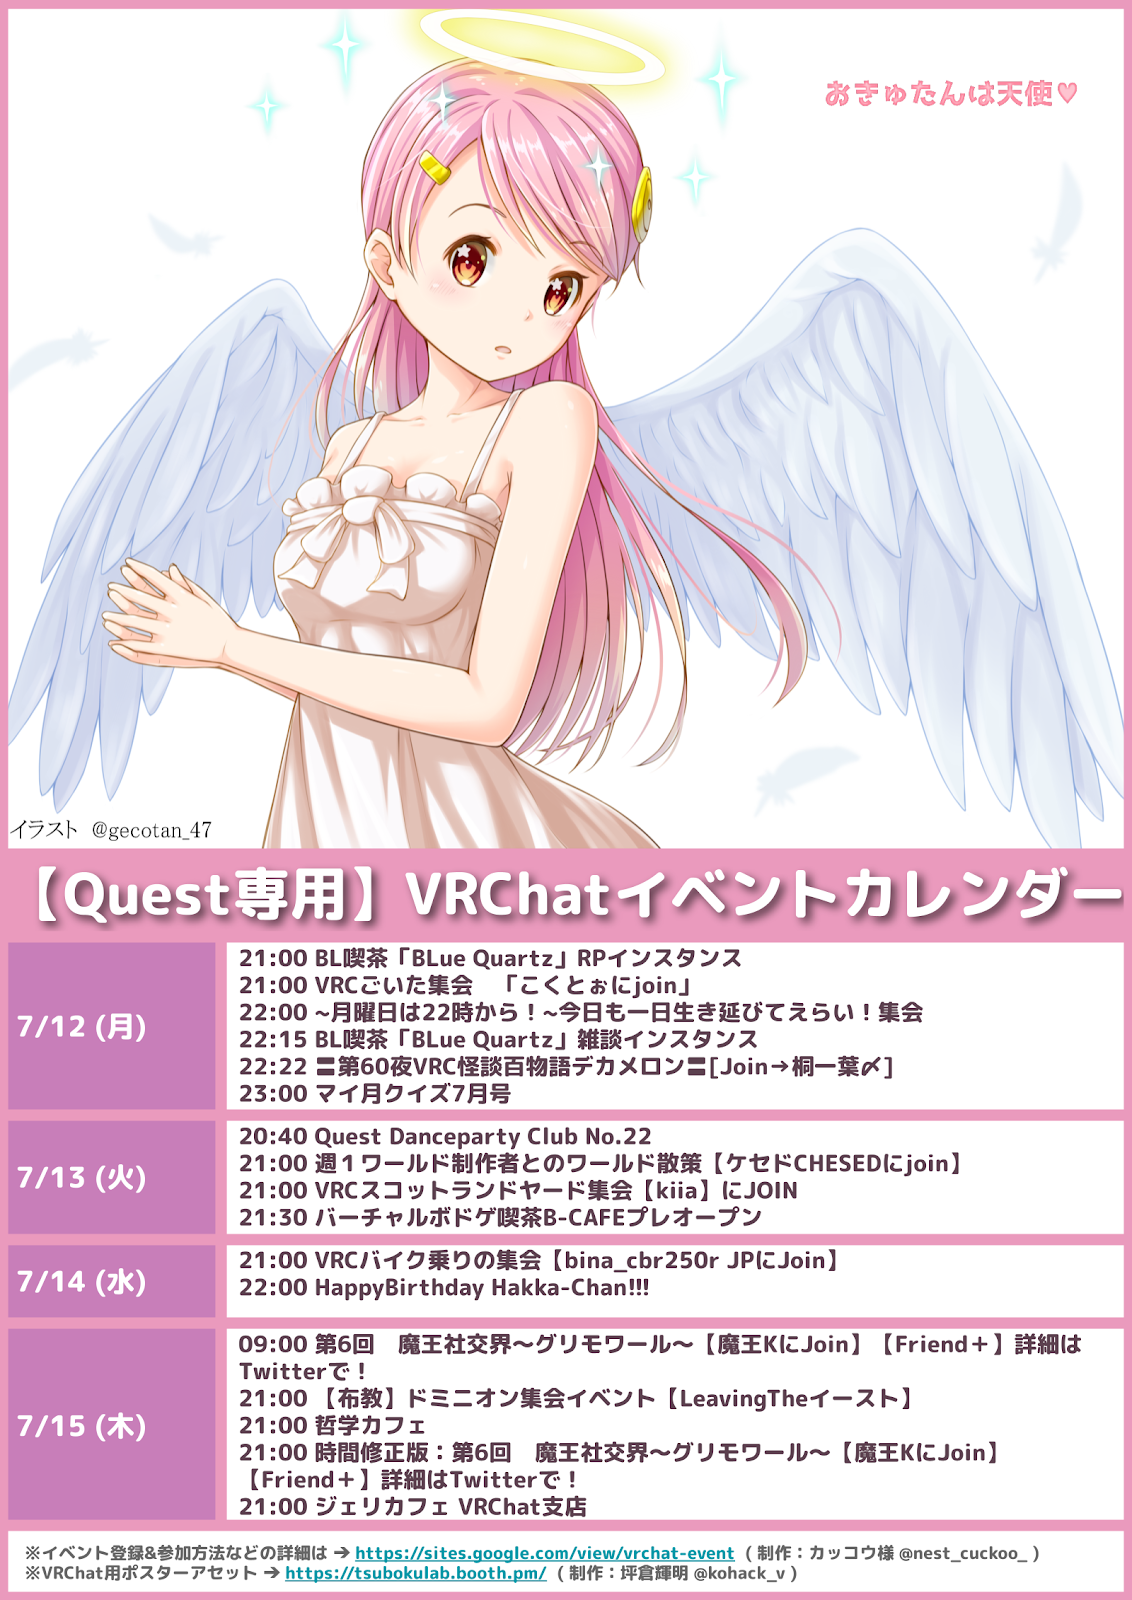 おきゅたんは天使♥
イラスト @gecotan_47
【Quest専用】VRChatイベントカレンダー
7/12 (月)
21:00 BL喫茶「BLue Quartz」RPインスタンス
21:00 VRCごいた集会　「こくとぉにjoin」
22:00 ~月曜日は22時から！~今日も一日生き延びてえらい！集会
22:15 BL喫茶「BLue Quartz」雑談インスタンス
22:22 〓第60夜VRC怪談百物語デカメロン〓[Join→桐一葉〆]
23:00 マイ月クイズ7月号
7/13 (火)
20:40 Quest Danceparty Club No.22
21:00 週１ワールド制作者とのワールド散策【ケセドCHESEDにjoin】
21:00 VRCスコットランドヤード集会【kiia】にJOIN
21:30 バーチャルボドゲ喫茶B-CAFEプレオープン
7/14 (水)
21:00 VRCバイク乗りの集会【bina_cbr250r JPにJoin】
22:00 HappyBirthday Hakka-Chan!!!
7/15 (木)
09:00 第6回　魔王社交界～グリモワール～【魔王KにJoin】【Friend＋】詳細は
Twitterで！
21:00 【布教】ドミニオン集会イベント【LeavingTheイースト】
21:00 哲学カフェ
21:00 時間修正版：第6回　魔王社交界～グリモワール～【魔王KにJoin】
【Friend＋】詳細はTwitterで！
21:00 ジェリカフェ VRChat支店
※イベント登録&参加方法などの詳細は → https://sites.google.com/view/vrchat-event （制作：カッコウ様 @nest_cuckoo_）
※VRChat用ポスターアセット → https://tsubokulab.booth.pm/ （制作：坪倉輝明 @kohack_v）